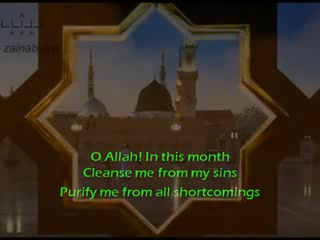 zainab
O Allah! In this month
Cleanse me from my sins
Purify me from all shortcomings